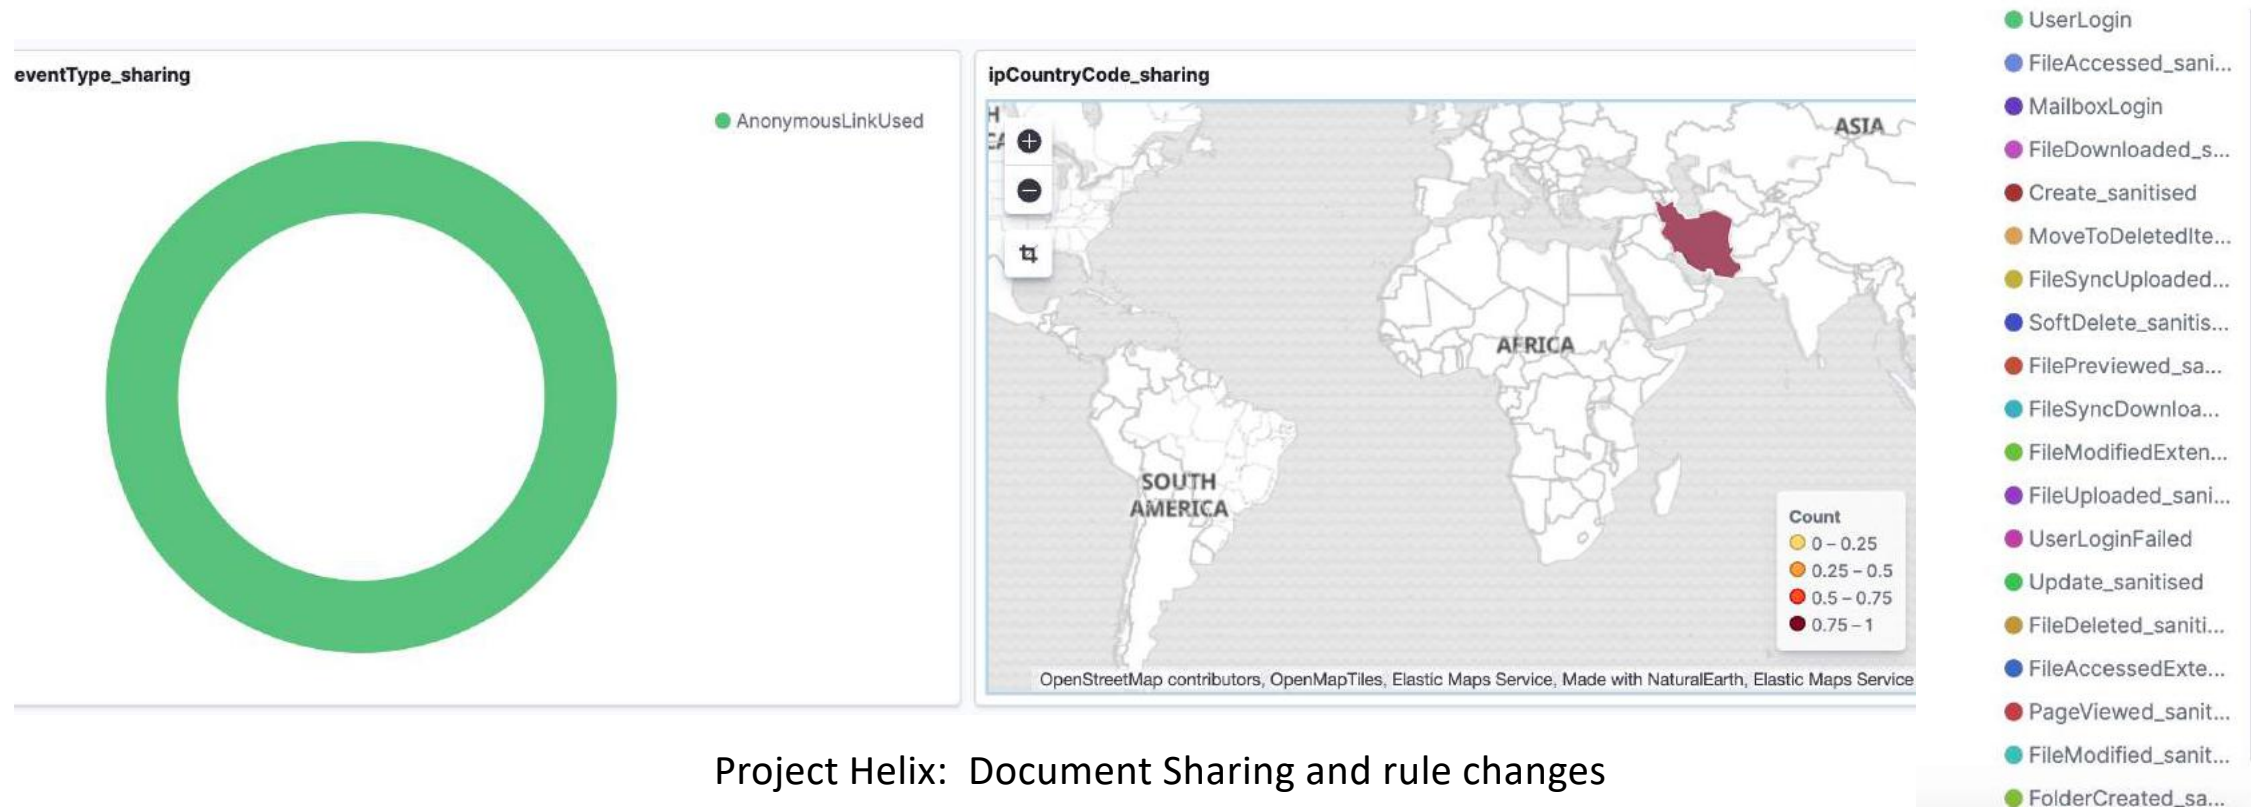 eventType_sharing
AnonymousLinkUsed
ipCountryCode_sharing
ASIA
AFRICA
SOUTH
AMERICA
Count
0 – 0.25
0.25 – 0.5
0.5 – 0.75
0.75 – 1
OpenStreetMap contributors, OpenMapTiles, Elastic Maps Service, Made with NaturalEarth, Elastic Maps Service
UserLogin
FileAccessed_sani...
MailboxLogin
FileDownloaded_s...
Create_sanitised
MoveToDeletedIte...
FileSyncUploaded...
SoftDelete_sanitis...
FilePreviewed_sa...
FileSyncDownloa...
FileModifiedExten...
FileUploaded_sani...
UserLoginFailed
Update_sanitised
FileDeleted_saniti...
FileAccessedExte...
PageViewed_sanit...
FileModified_sanit...
FolderCreated_sa...
Project Helix: Document Sharing and rule changes